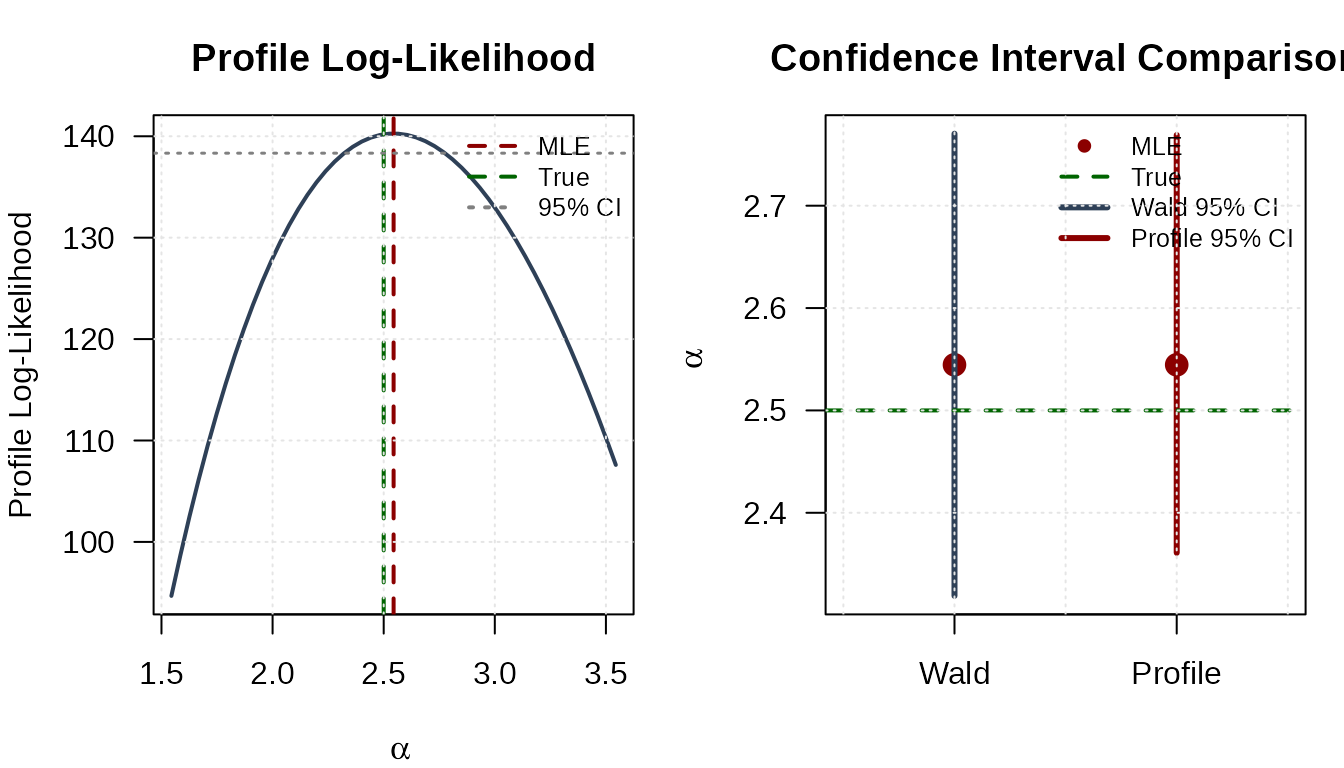 Profile Log-Likelihood
Profile Log-Likelihood
140
130
120
110
100
1.5 2.0 2.5 3.0 3.5
α
MLE
True
95% CI
Confidence Interval Comparison
α
2.7
2.6
2.5
2.4
Wald Profile
MLE
True
Wald 95% CI
Profile 95% CI